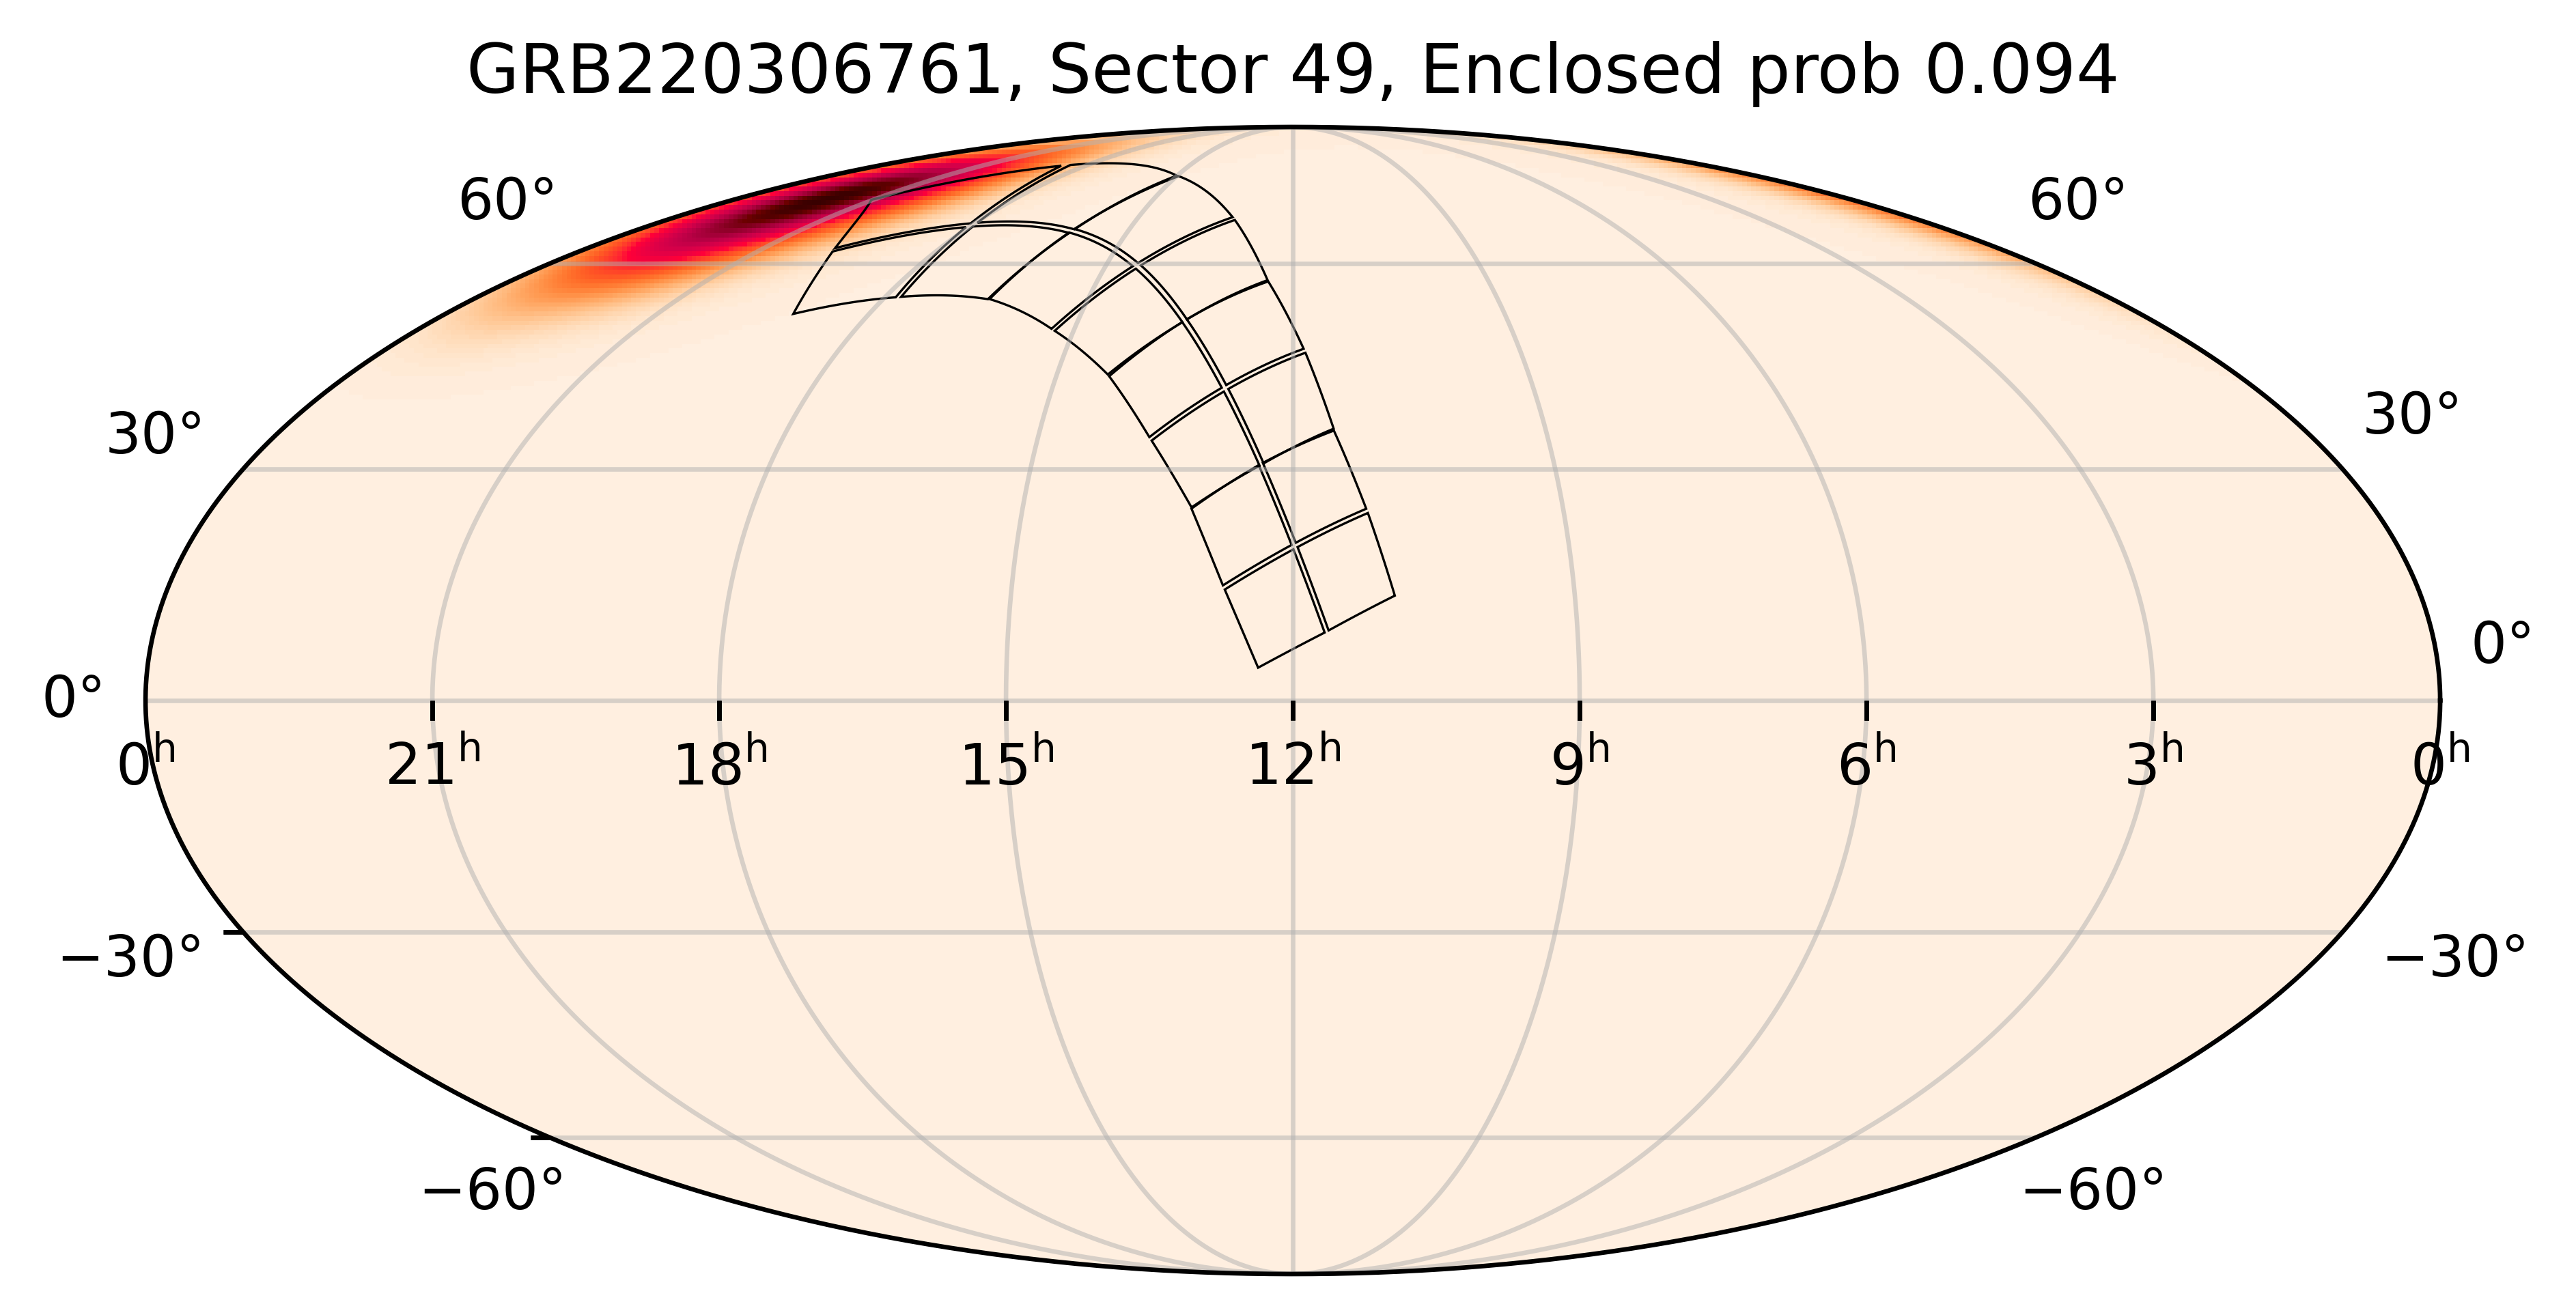 GRB220306761, Sector 49, Enclosed prob 0.094
60° 60°
30° 30°
0° 0°
0ʰ 21ʰ 18ʰ 15ʰ 12ʰ 9ʰ 6ʰ 3ʰ 0ʰ
−30° −30°
−60° −60°